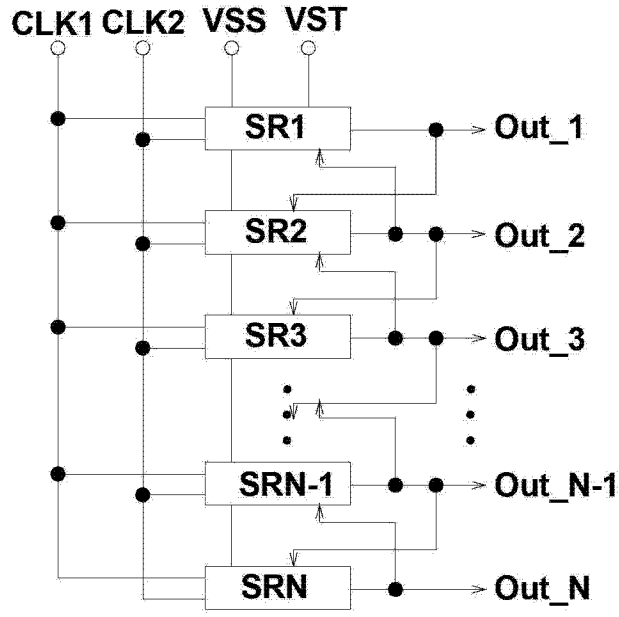 CLK1 CLK2 VSS VST
SR1 Out_1
SR2 Out_2
SR3 Out_3
SRN-1 Out_N-1
SRN Out_N